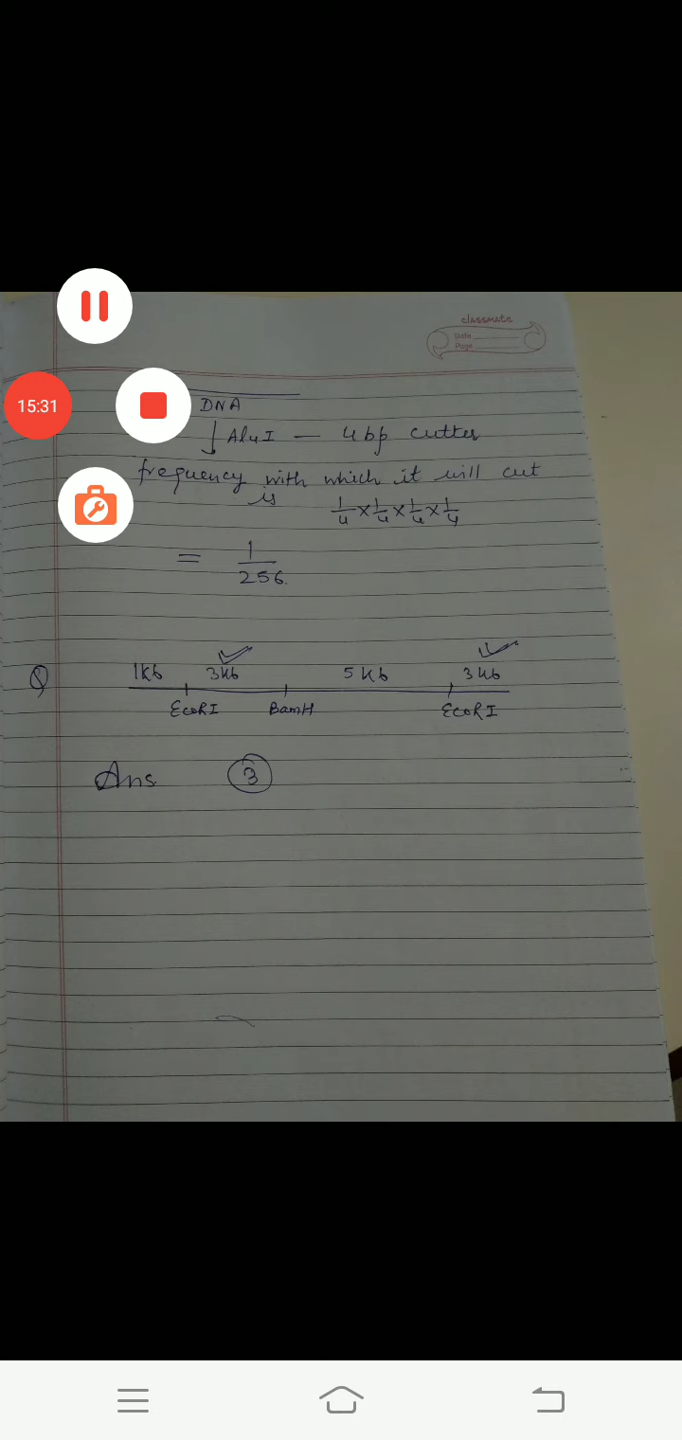 classmate
Date
Page
15:31
DNA
↓ AluI — 4bp cutter
frequency with which it will cut
is 1/4 × 1/4 × 1/4 × 1/4
= 1/256.
Q 1Kb 3Kb 5Kb 3Kb
EcoRI BamH EcoRI
Ans 3